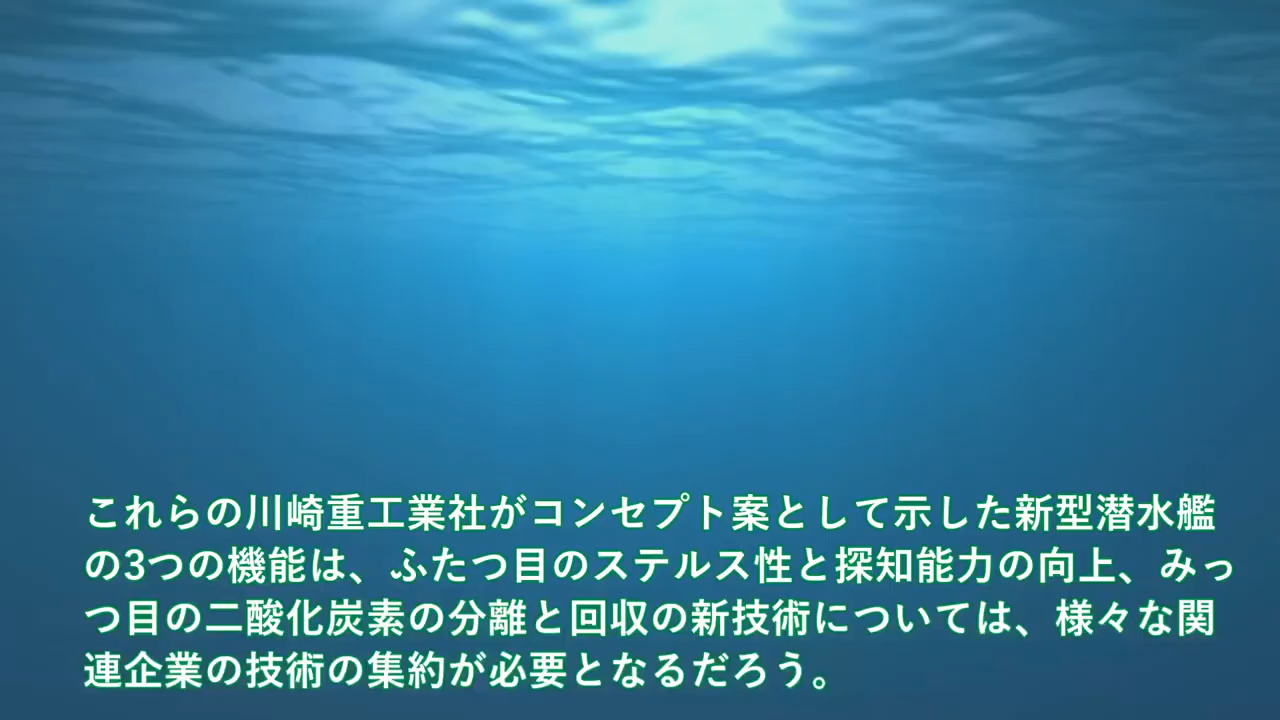 これらの川崎重工業社がコンセプト案として示した新型潜水艦
の3つの機能は、ふたつ目のステルス性と探知能力の向上、みっ
つ目の二酸化炭素の分離と回収の新技術については、様々な関
連企業の技術の集約が必要となるだろう。